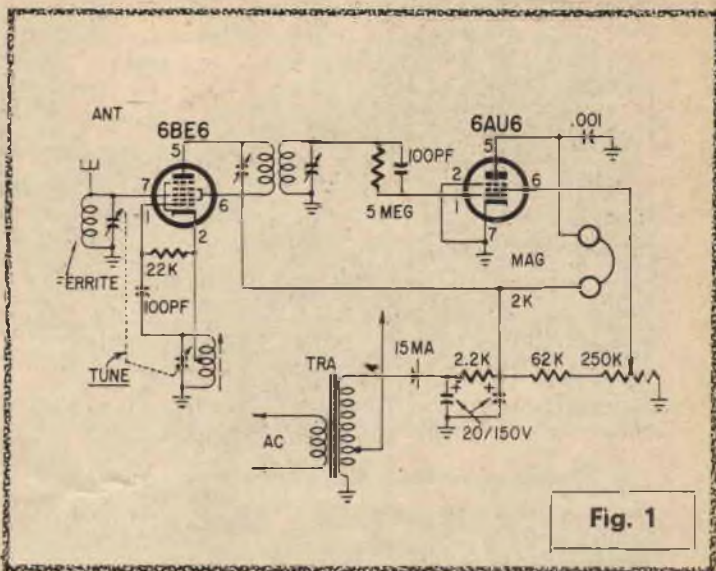 ANT
6BE6
5
7
1
6
2
22K
100PF
FERRITE
TUNE
6AU6
5
.001
2
1
6
7
100PF
5 MEG
MAG
2K
TRA
AC
15MA
2.2K
62K
250K
+
+
20/150V
Fig. 1